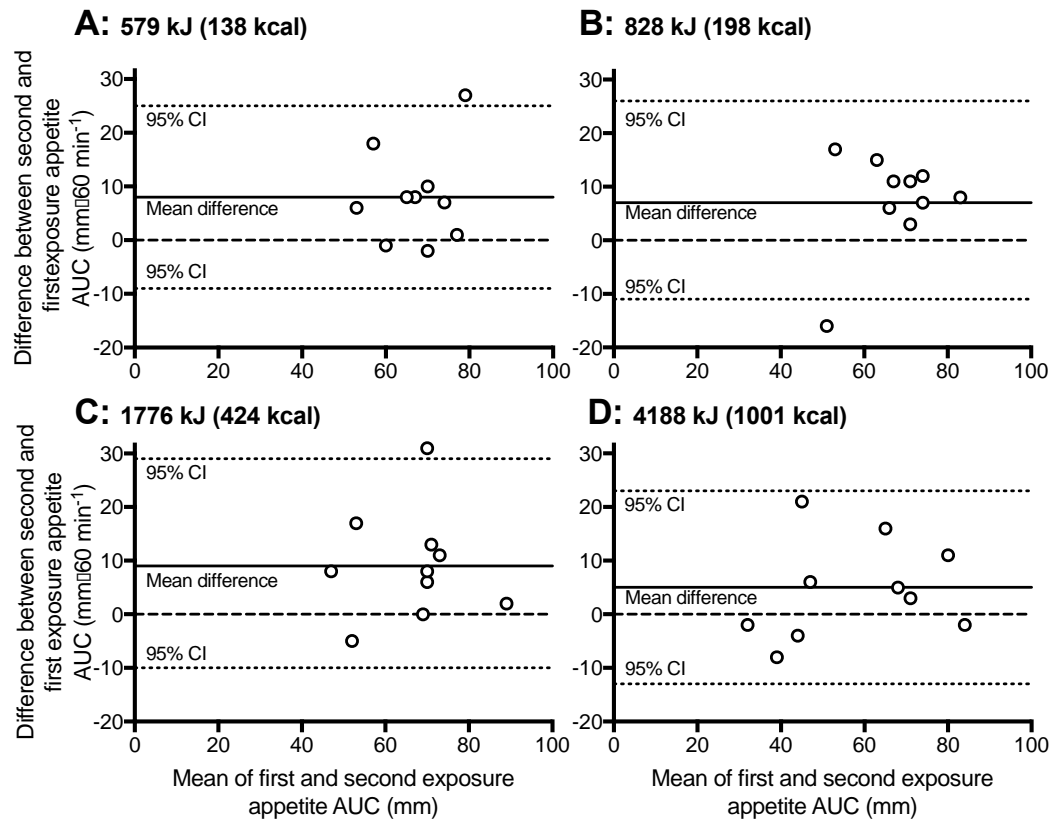 A: 579 kJ (138 kcal)
Difference between second and
firstexposure appetite
AUC (mm▯60 min-1)
30
20
10
0
-10
-20
95% CI
Mean difference
95% CI
0 20 40 60 80 100
B: 828 kJ (198 kcal)
30
20
10
0
-10
-20
95% CI
Mean difference
95% CI
0 20 40 60 80 100
C: 1776 kJ (424 kcal)
Difference between second and
first exposure appetite
AUC (mm▯60 min-1)
30
20
10
0
-10
-20
95% CI
Mean difference
95% CI
0 20 40 60 80 100
Mean of first and second exposure
appetite AUC (mm)
D: 4188 kJ (1001 kcal)
30
20
10
0
-10
-20
95% CI
Mean difference
95% CI
0 20 40 60 80 100
Mean of first and second exposure
appetite AUC (mm)